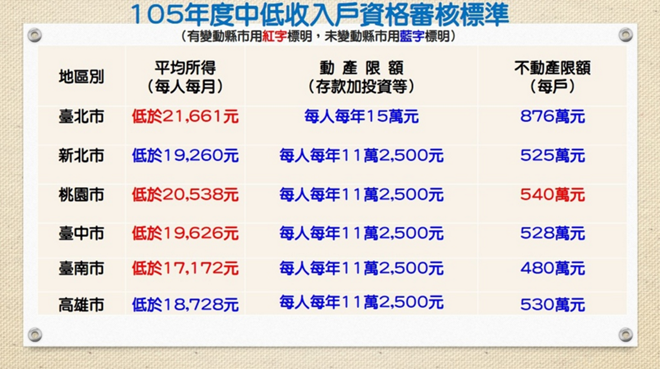 105年度中低收入戶資格審核標準
(有變動縣市用紅字標明，未變動縣市用藍字標明)
地區別 平均所得 (每人每月) 動產限額 (存款加投資等) 不動產限額 (每戶)
臺北市 低於21,661元 每人每年15萬元 876萬元
新北市 低於19,260元 每人每年11萬2,500元 525萬元
桃園市 低於20,538元 每人每年11萬2,500元 540萬元
臺中市 低於19,626元 每人每年11萬2,500元 528萬元
臺南市 低於17,172元 每人每年11萬2,500元 480萬元
高雄市 低於18,728元 每人每年11萬2,500元 530萬元